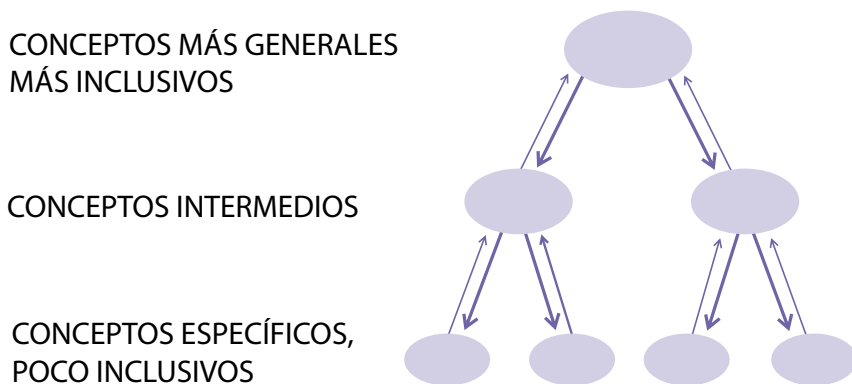 CONCEPTOS MÁS GENERALES
MÁS INCLUSIVOS
CONCEPTOS INTERMEDIOS
CONCEPTOS ESPECÍFICOS,
POCO INCLUSIVOS